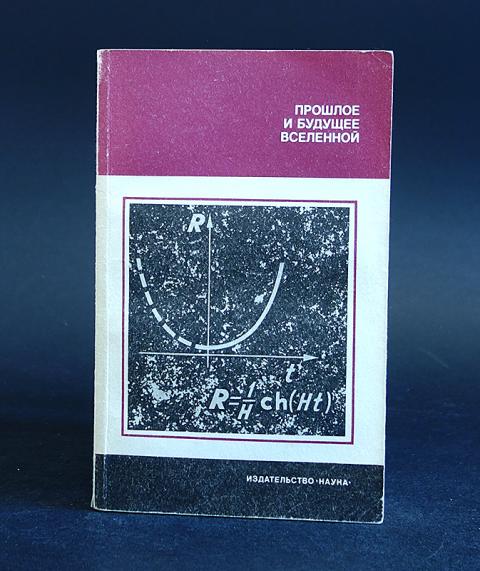 ПРОШЛОЕ
И БУДУЩЕЕ
ВСЕЛЕННОЙ
R
t
R=1/H ch(Ht)
ИЗДАТЕЛЬСТВО·НАУКА·